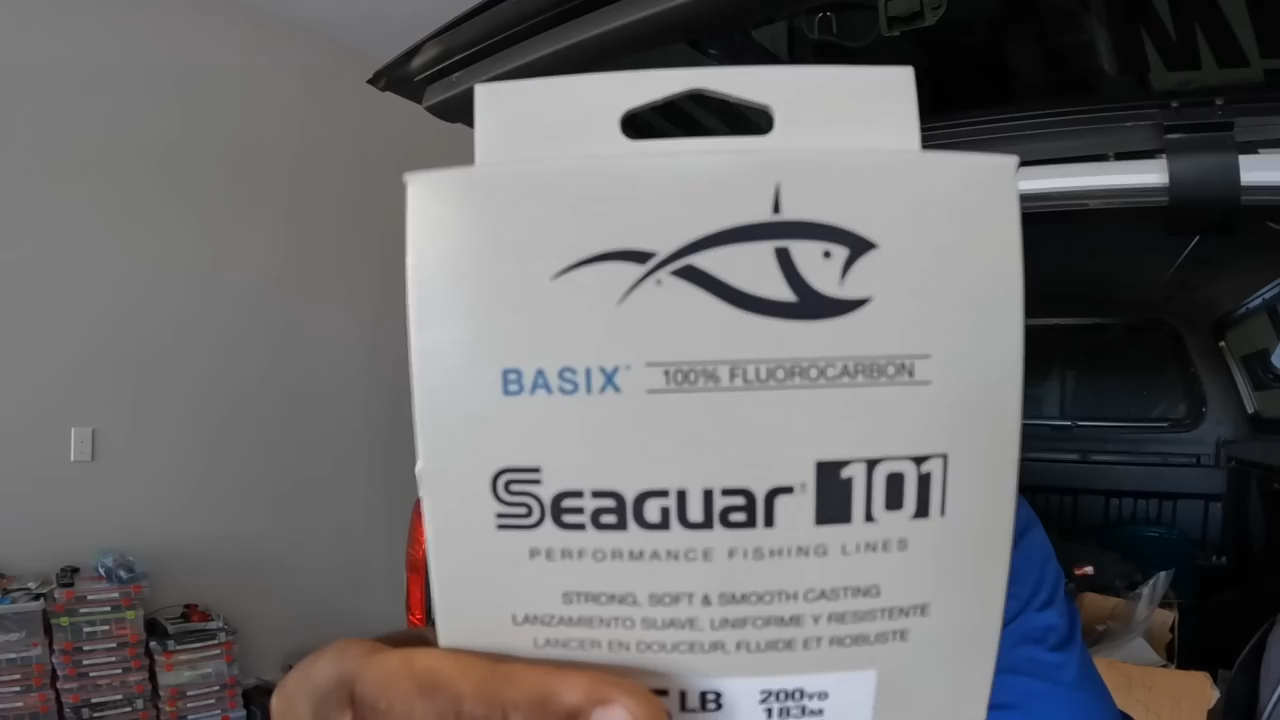 BASIX® 100% FLUOROCARBON
SEAGUAR® 101
PERFORMANCE FISHING LINES
STRONG, SOFT & SMOOTH CASTING
LANZAMIENTO SUAVE, UNIFORME Y RESISTENTE
LANCER EN DOUCEUR, FLUIDE ET ROBUSTE
LB 200YD
183M